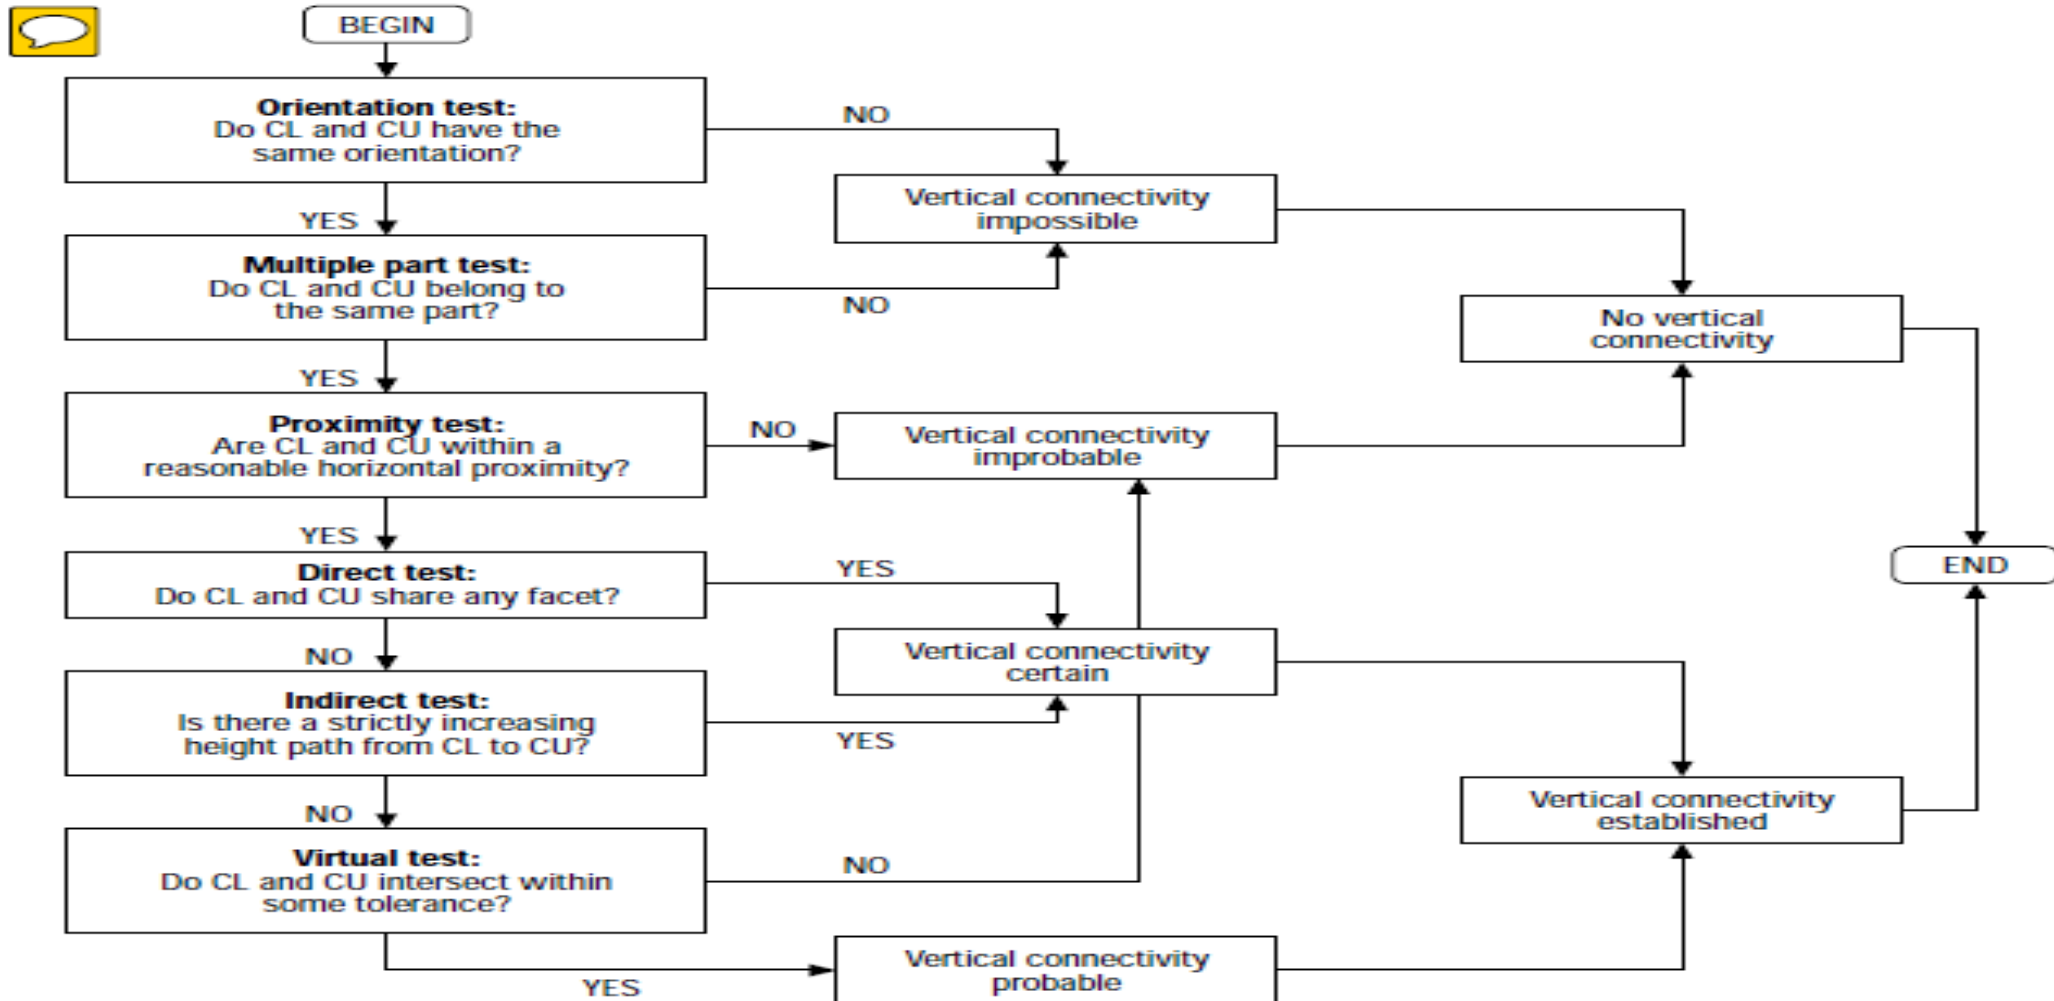 BEGIN
Orientation test:
Do CL and CU have the
same orientation?
NO
Vertical connectivity
impossible
YES
Multiple part test:
Do CL and CU belong to
the same part?
NO
No vertical
connectivity
YES
Proximity test:
Are CL and CU within a
reasonable horizontal proximity?
NO
Vertical connectivity
improbable
YES
Direct test:
Do CL and CU share any facet?
YES
END
NO
Vertical connectivity
certain
Indirect test:
Is there a strictly increasing
height path from CL to CU?
YES
NO
Vertical connectivity
established
Virtual test:
Do CL and CU intersect within
some tolerance?
NO
YES
Vertical connectivity
probable